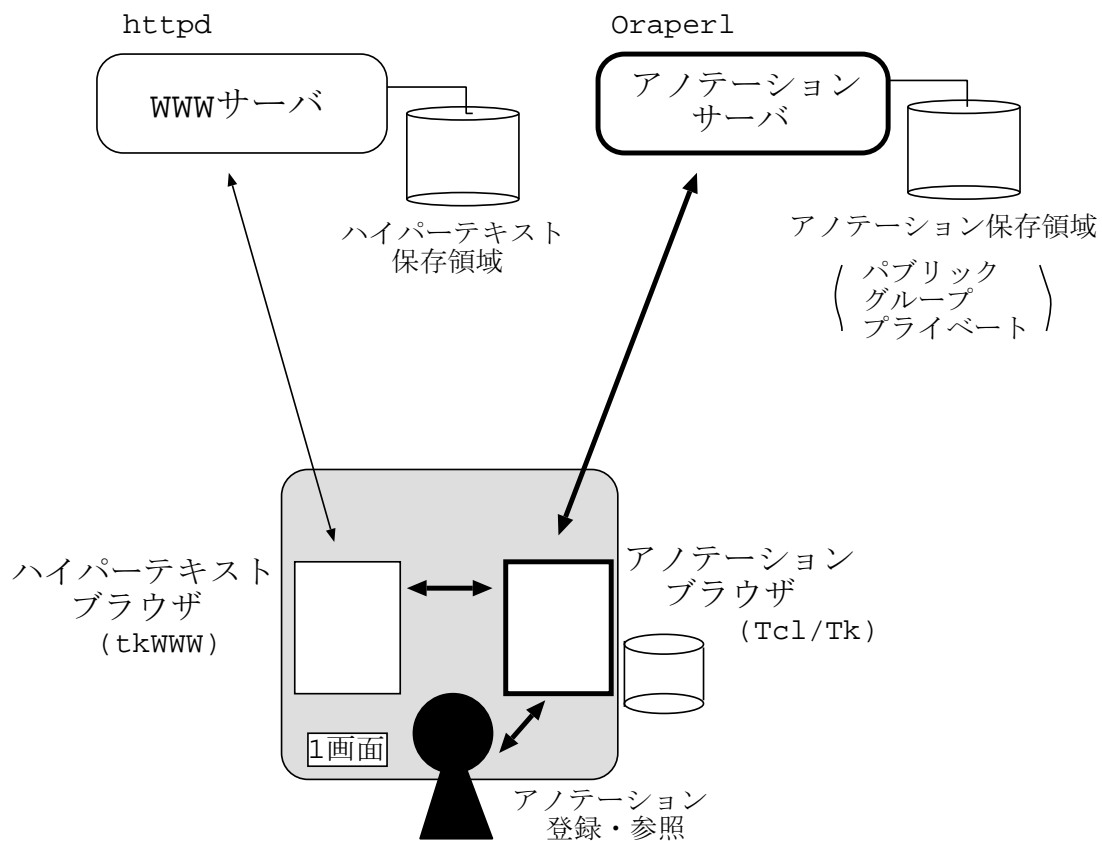 httpd
Oraperl
WWWサーバ
アノテーション
サーバ
ハイパーテキスト
保存領域
アノテーション保存領域
パブリック
グループ
プライベート
ハイパーテキスト
ブラウザ
(tkWWW)
アノテーション
ブラウザ
(Tcl/Tk)
1画面
アノテーション
登録・参照